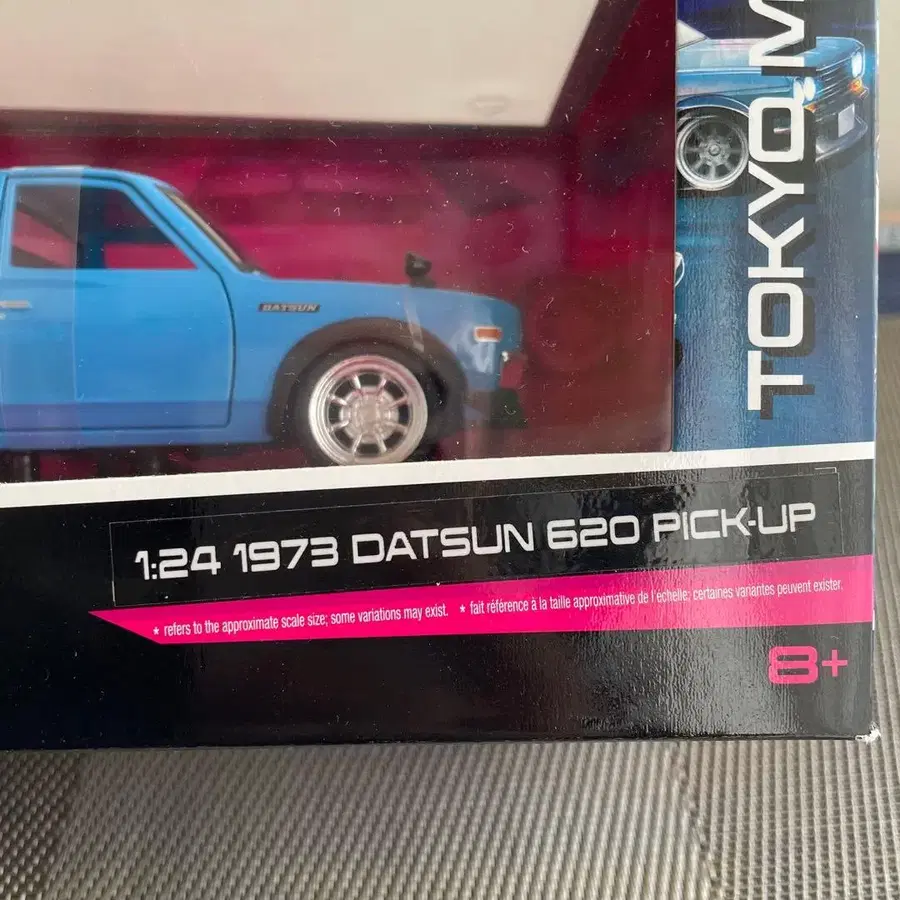 TOKYO M
DATSUN
1:24 1973 DATSUN 620 PICK-UP
* refers to the approximate scale size; some variations may exist. * fait référence à la taille approximative de l'échelle; certaines variantes peuvent exister.
8+